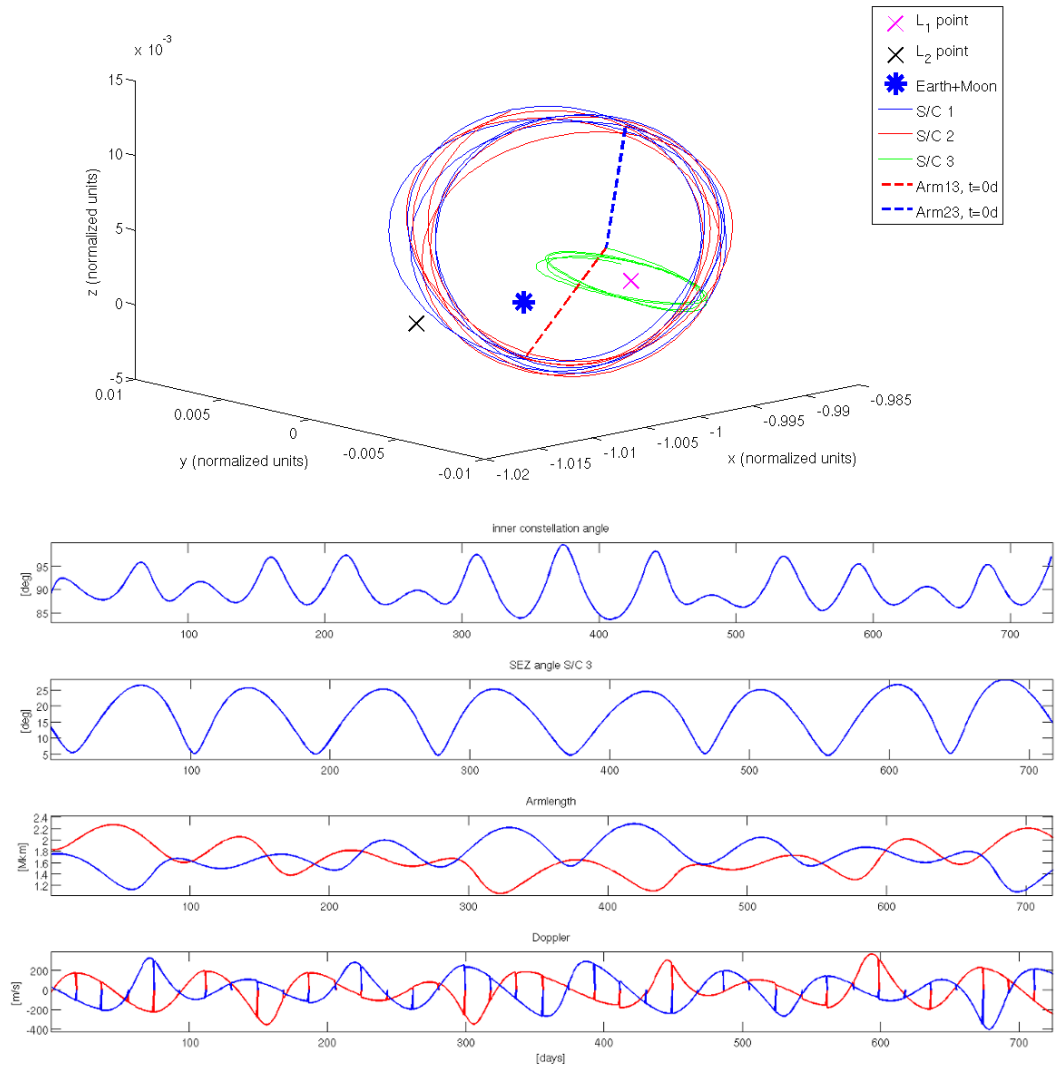 x 10⁻³
15
10
5
0
-5
z (normalized units)
0.01
0.005
0
-0.005
-0.01
y (normalized units)
-1.02
-1.015
-1.01
-1.005
-1
-0.995
-0.99
-0.985
x (normalized units)
L₁ point
L₂ point
Earth+Moon
S/C 1
S/C 2
S/C 3
Arm13, t=0d
Arm23, t=0d
inner constellation angle
[deg]
95
90
85
100 200 300 400 500 600 700
SEZ angle S/C 3
[deg]
25
20
15
10
5
100 200 300 400 500 600 700
Armlength
[Mkm]
2.4
2.2
2
1.8
1.6
1.4
1.2
100 200 300 400 500 600 700
Doppler
[m/s]
200
0
-200
-400
0 100 200 300 400 500 600 700
[days]